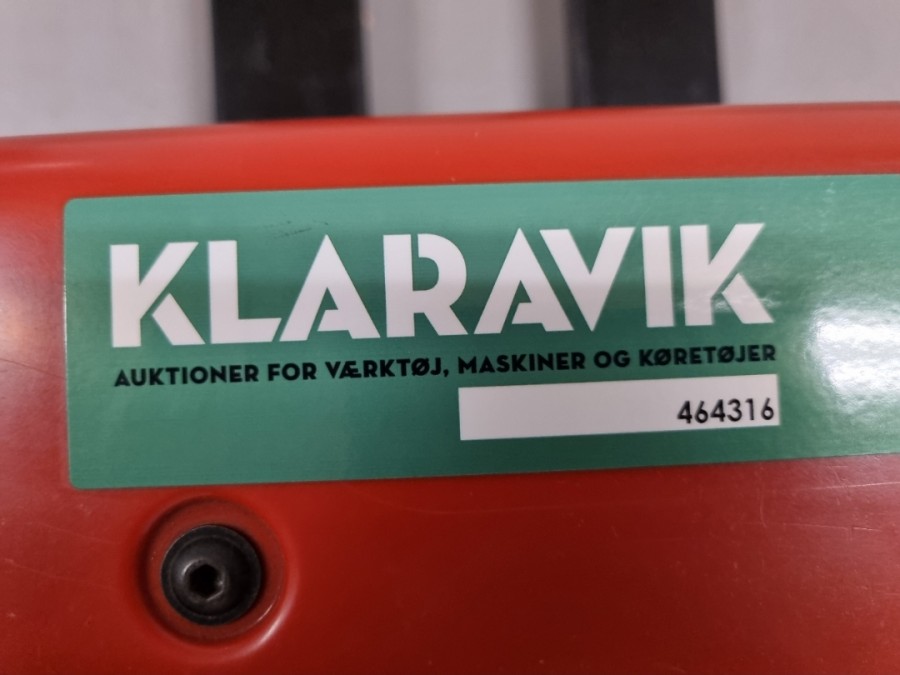 KLARAVIK
AUKTIONER FOR VÆRKTØJ, MASKINER OG KØRETØJER
464316